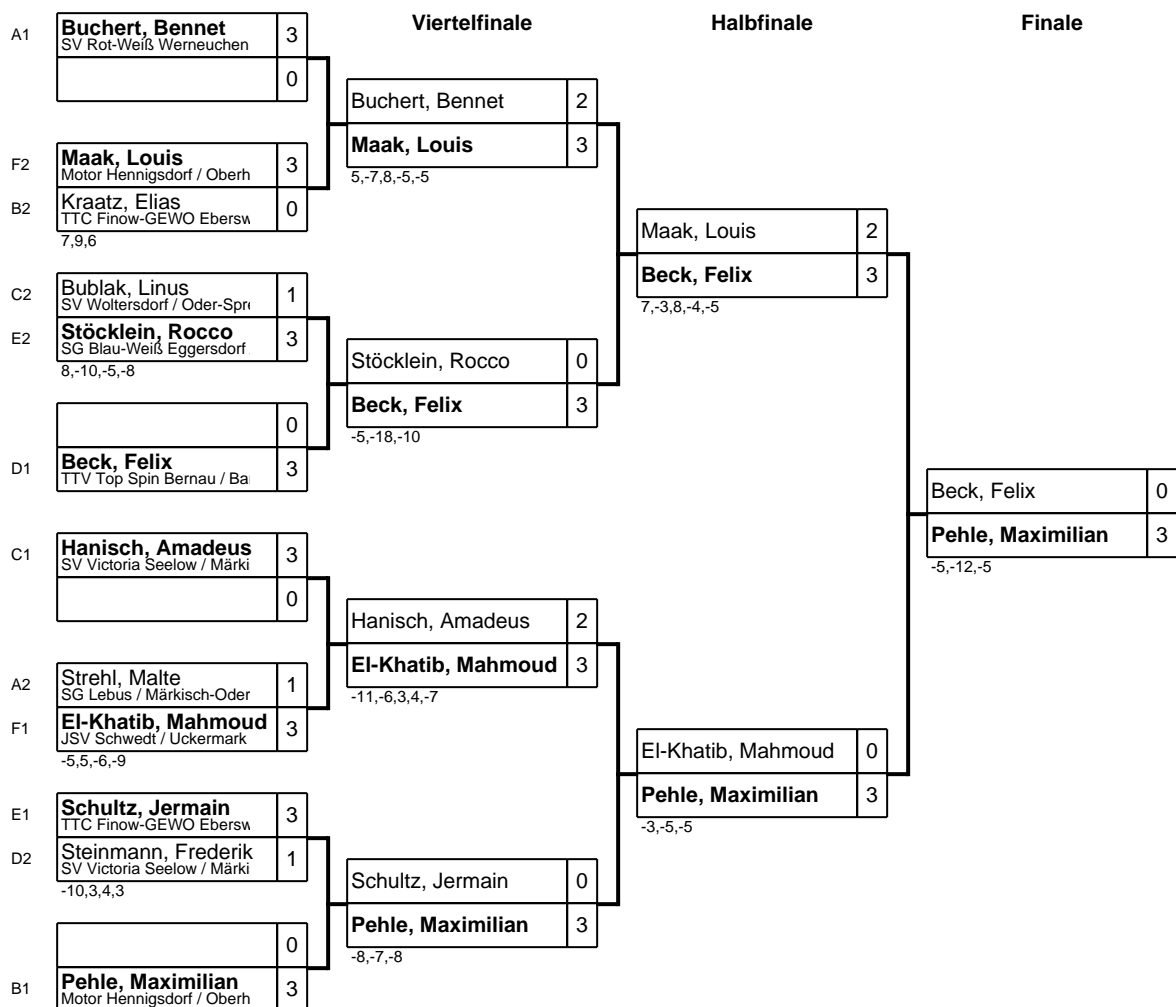 Viertelfinale
Halbfinale
Finale
A1 Buchert, Bennet 3
SV Rot-Weiß Werneuchen
0
F2 Maak, Louis 3
Motor Hennigsdorf / Oberh
B2 Kraatz, Elias 0
TTC Finow-GEWO Ebersw
7,9,6
C2 Bublak, Linus 1
SV Woltersdorf / Oder-Spre
E2 Stöcklein, Rocco 3
SG Blau-Weiß Eggersdorf
8,-10,-5,-8
0
D1 Beck, Felix 3
TTV Top Spin Bernau / Ba
C1 Hanisch, Amadeus 3
SV Victoria Seelow / Märki
0
A2 Strehl, Malte 1
SG Lebus / Märkisch-Oder
F1 El-Khatib, Mahmoud 3
JSV Schwedt / Uckermark
-5,5,-6,-9
E1 Schultz, Jermain 3
TTC Finow-GEWO Ebersw
D2 Steinmann, Frederik 1
SV Victoria Seelow / Märki
-10,3,4,3
0
B1 Pehle, Maximilian 3
Motor Hennigsdorf / Oberh
Buchert, Bennet 2
Maak, Louis 3
5,-7,8,-5,-5
Stöcklein, Rocco 0
Beck, Felix 3
-5,-18,-10
Hanisch, Amadeus 2
El-Khatib, Mahmoud 3
-11,-6,3,4,-7
Schultz, Jermain 0
Pehle, Maximilian 3
-8,-7,-8
Maak, Louis 2
Beck, Felix 3
7,-3,8,-4,-5
El-Khatib, Mahmoud 0
Pehle, Maximilian 3
-3,-5,-5
Beck, Felix 0
Pehle, Maximilian 3
-5,-12,-5